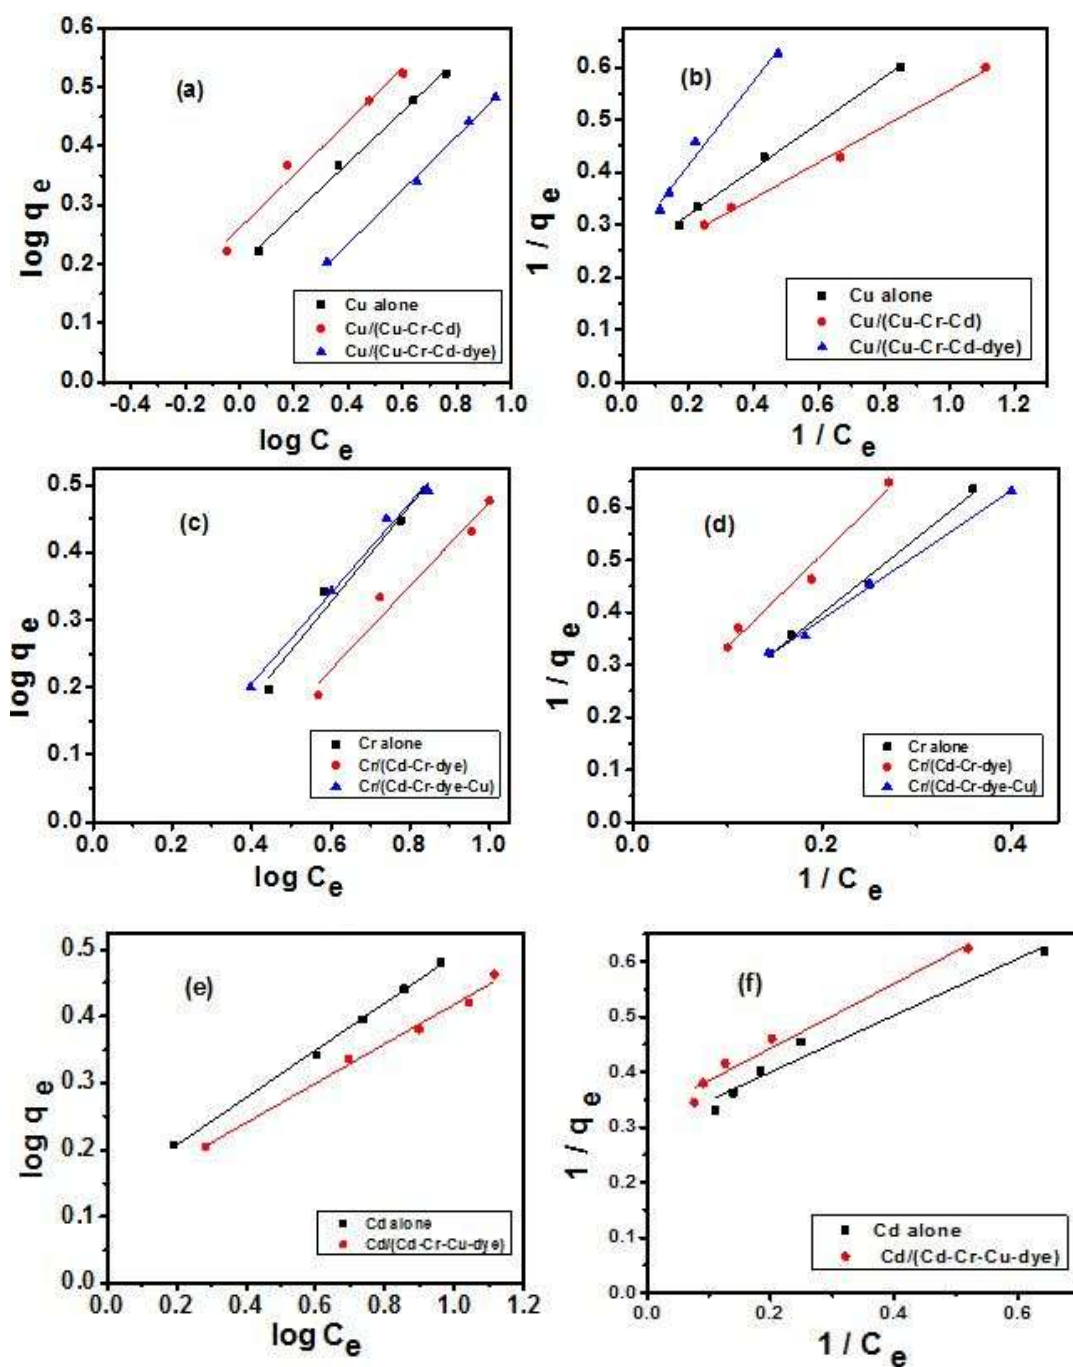 0.6
0.5
0.4
0.3
0.2
0.1
0.0
log q e
(a)
Cu alone
Cu/(Cu-Cr-Cd)
Cu/(Cu-Cr-Cd-dye)
-0.4 -0.2 0.0 0.2 0.4 0.6 0.8 1.0
log C e
0.6
0.5
0.4
0.3
0.2
0.1
0.0
1 / q e
(b)
Cu alone
Cu/(Cu-Cr-Cd)
Cu/(Cu-Cr-Cd-dye)
0.0 0.2 0.4 0.6 0.8 1.0 1.2
1 / C e
0.5
0.4
0.3
0.2
0.1
0.0
log q e
(c)
Cr alone
Cr/(Cd-Cr-dye)
Cr/(Cd-Cr-dye-Cu)
0.0 0.2 0.4 0.6 0.8 1.0
log C e
0.6
0.5
0.4
0.3
0.2
0.1
0.0
1 / q e
(d)
Cr alone
Cr/(Cd-Cr-dye)
Cr/(Cd-Cr-dye-Cu)
0.0 0.2 0.4
1 / C e
0.5
0.4
0.3
0.2
0.1
0.0
log q e
(e)
Cd alone
Cd/(Cd-Cr-Cu-dye)
0.0 0.2 0.4 0.6 0.8 1.0 1.2
log C e
0.6
0.5
0.4
0.3
0.2
0.1
0.0
1 / q e
(f)
Cd alone
Cd/(Cd-Cr-Cu-dye)
0.0 0.2 0.4 0.6
1 / C e